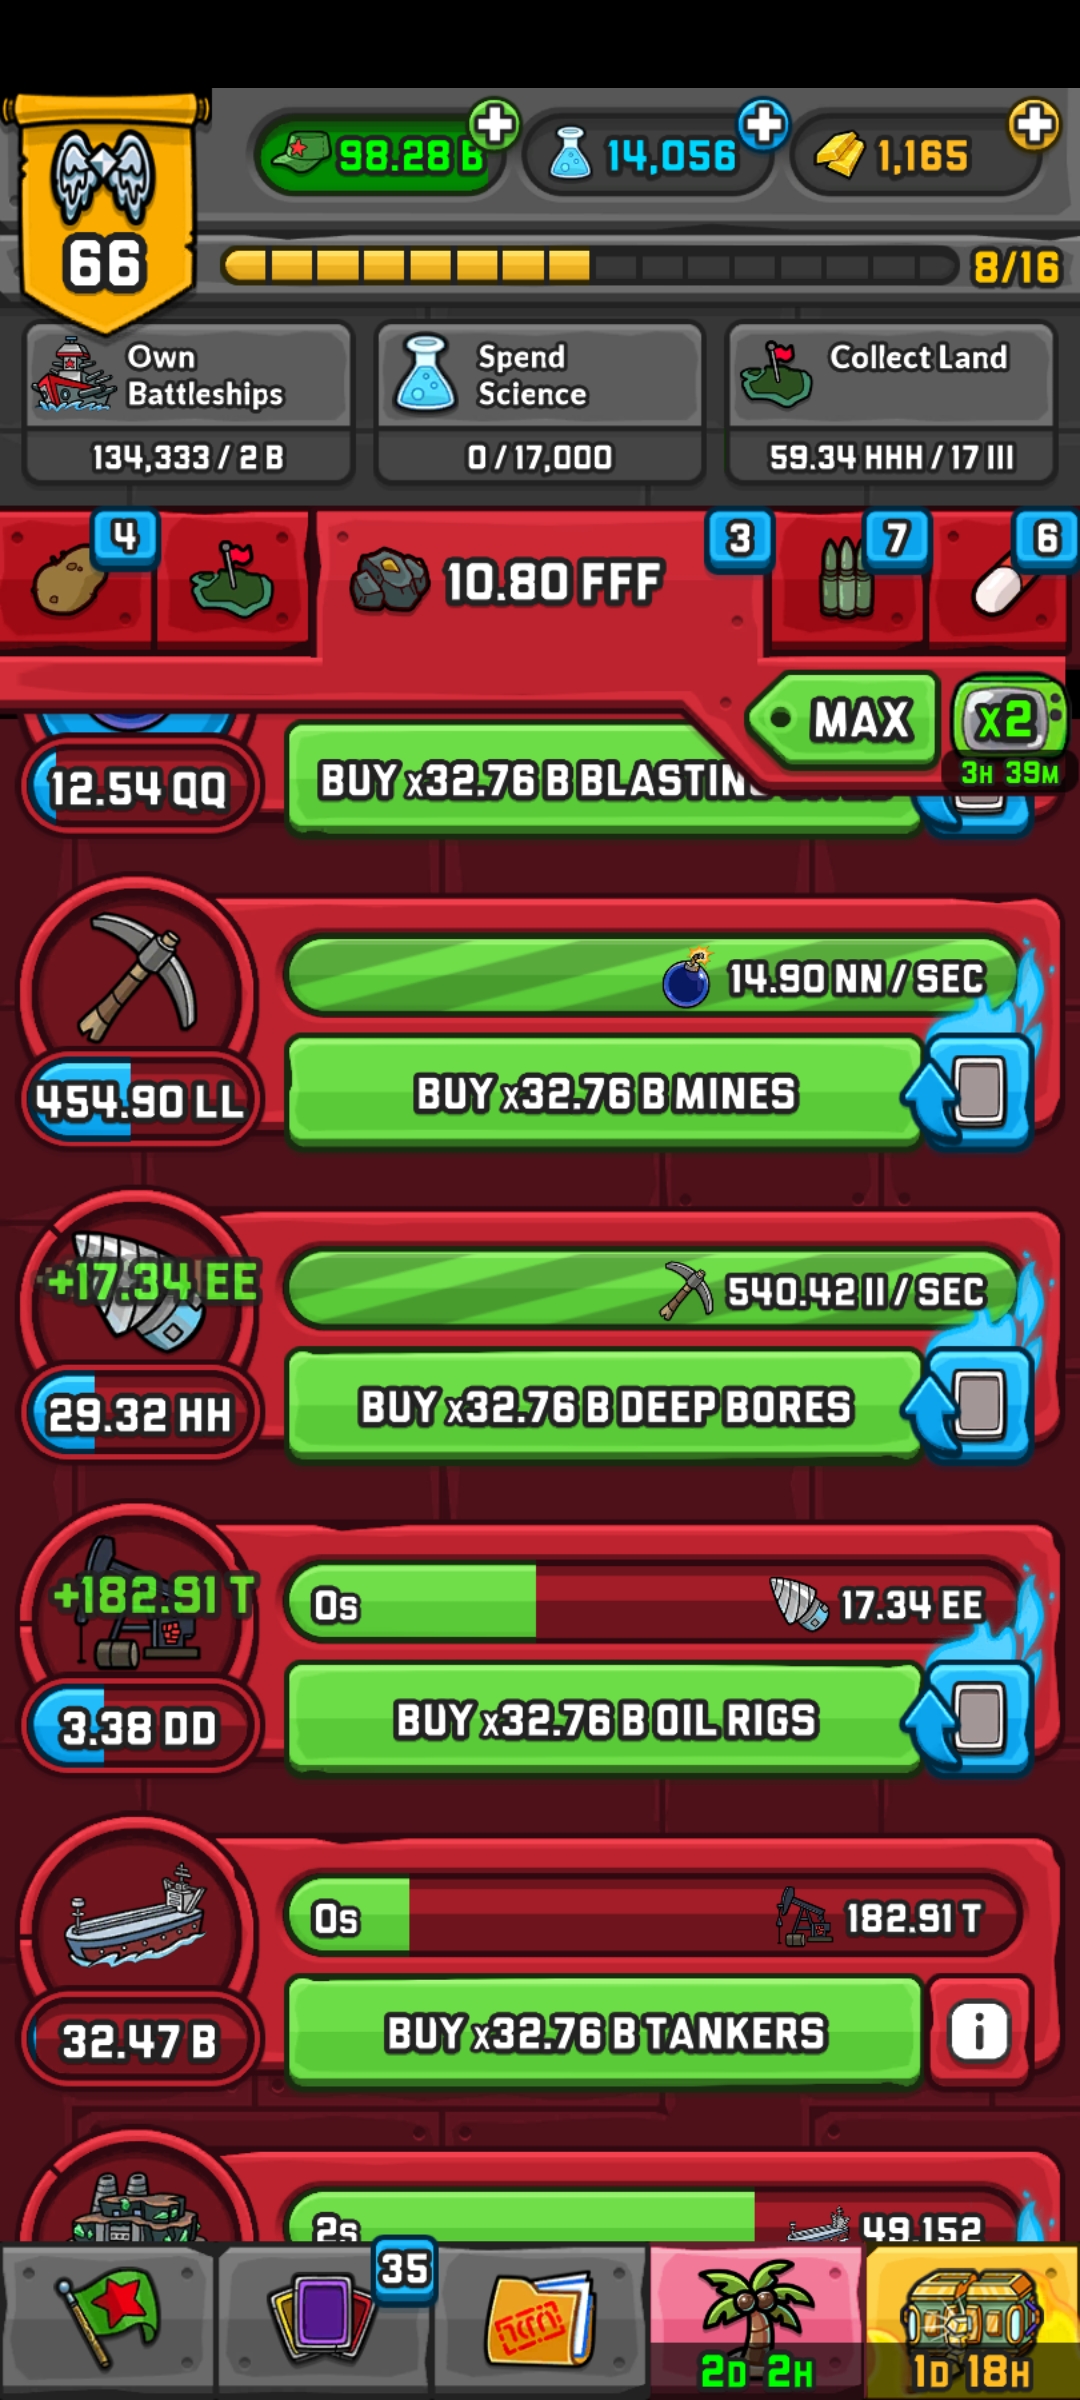 98.28 B
14,056
1,165
66
8/16
Own
Battleships
134,333 / 2 B
Spend
Science
0 / 17,000
Collect Land
59.34 HHH / 17 III
4
10.80 FFF
3
7
6
MAX
x2
3H 39M
12.54 QQ
BUY x32.76 B BLASTING
14.90 NN / SEC
454.90 LL
BUY x32.76 B MINES
+17.34 EE
540.42 II / SEC
29.32 HH
BUY x32.76 B DEEP BORES
+182.91 T
0s
17.34 EE
3.38 DD
BUY x32.76 B OIL RIGS
0s
182.91 T
32.47 B
BUY x32.76 B TANKERS
i
2s
49,152
35
2D 2H
1D 18H